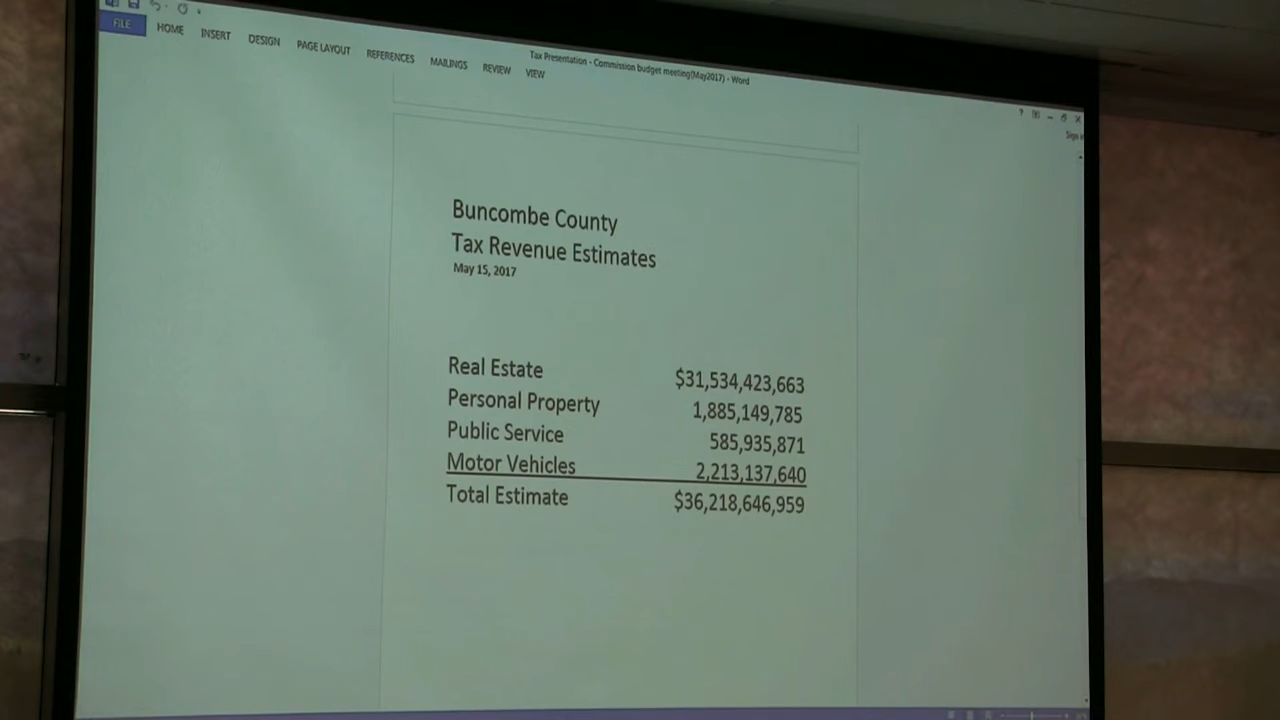 Tax Presentation - Commission budget meeting(May2017) - Word
FILE HOME INSERT DESIGN PAGE LAYOUT REFERENCES MAILINGS REVIEW VIEW
Buncombe County
Tax Revenue Estimates
May 15, 2017
Real Estate $31,534,423,663
Personal Property 1,885,149,785
Public Service 585,935,871
Motor Vehicles 2,213,137,640
Total Estimate $36,218,646,959